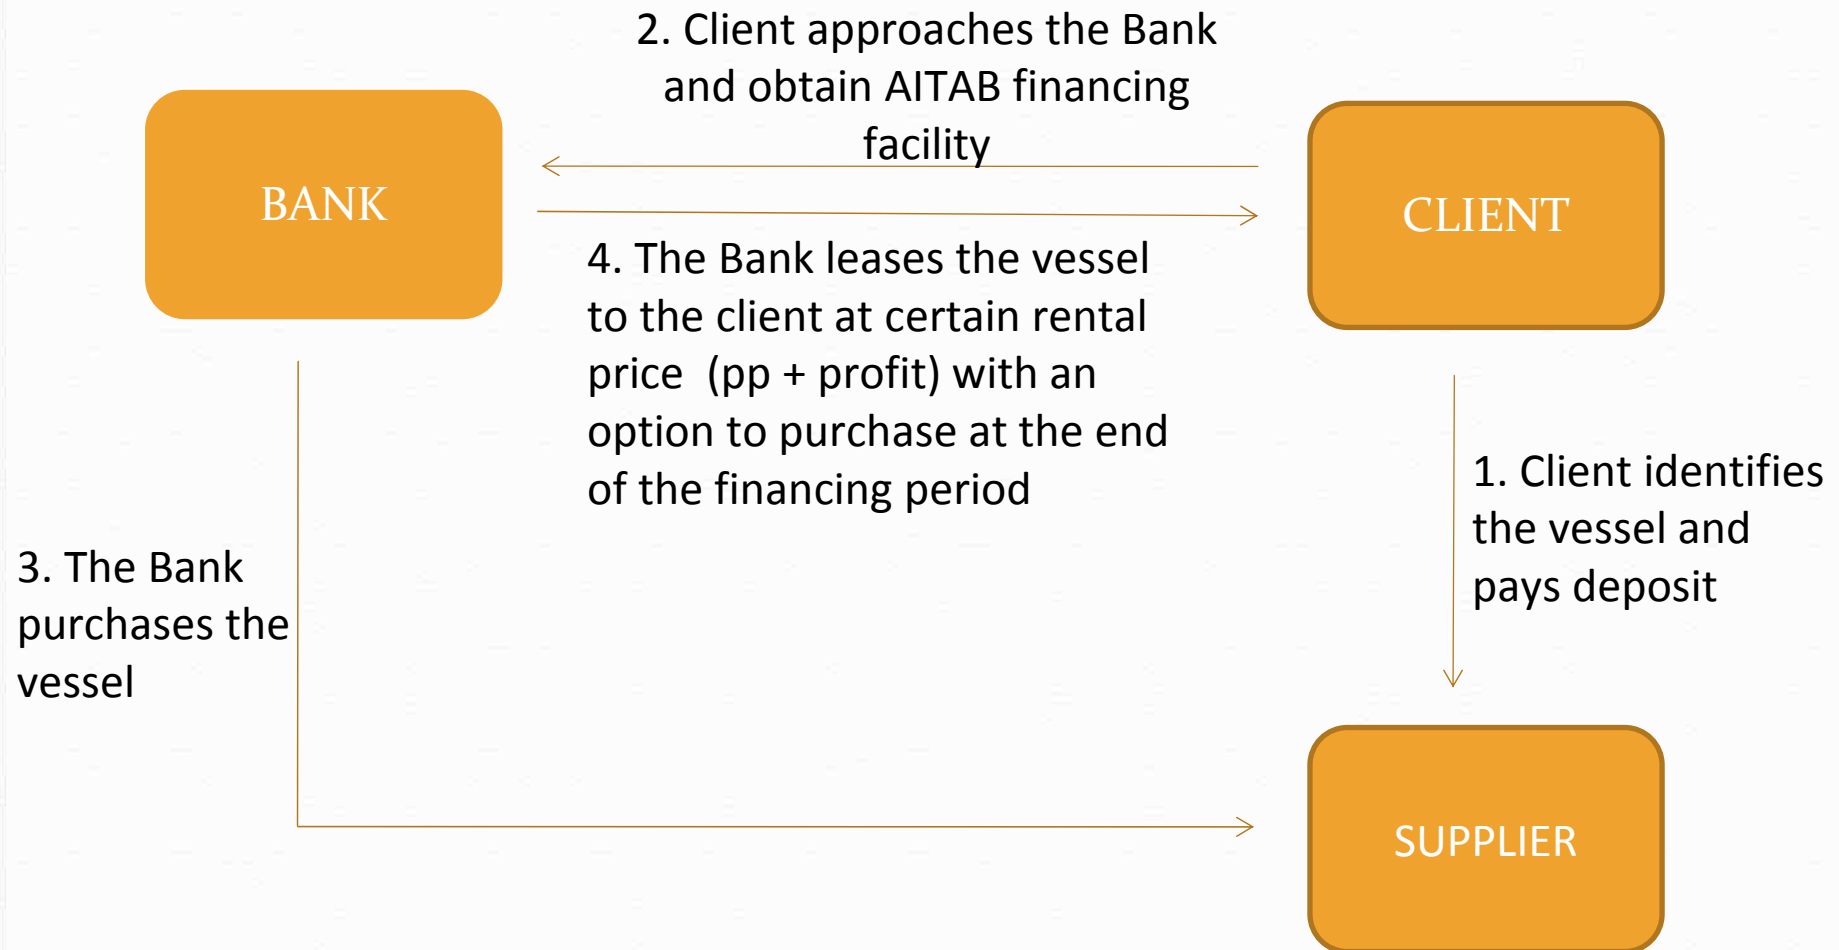 2. Client approaches the Bank
and obtain AITAB financing
facility
BANK
CLIENT
4. The Bank leases the vessel
to the client at certain rental
price  (pp + profit) with an
option to purchase at the end
of the financing period
1. Client identifies
the vessel and
pays deposit
3. The Bank
purchases the
vessel
SUPPLIER